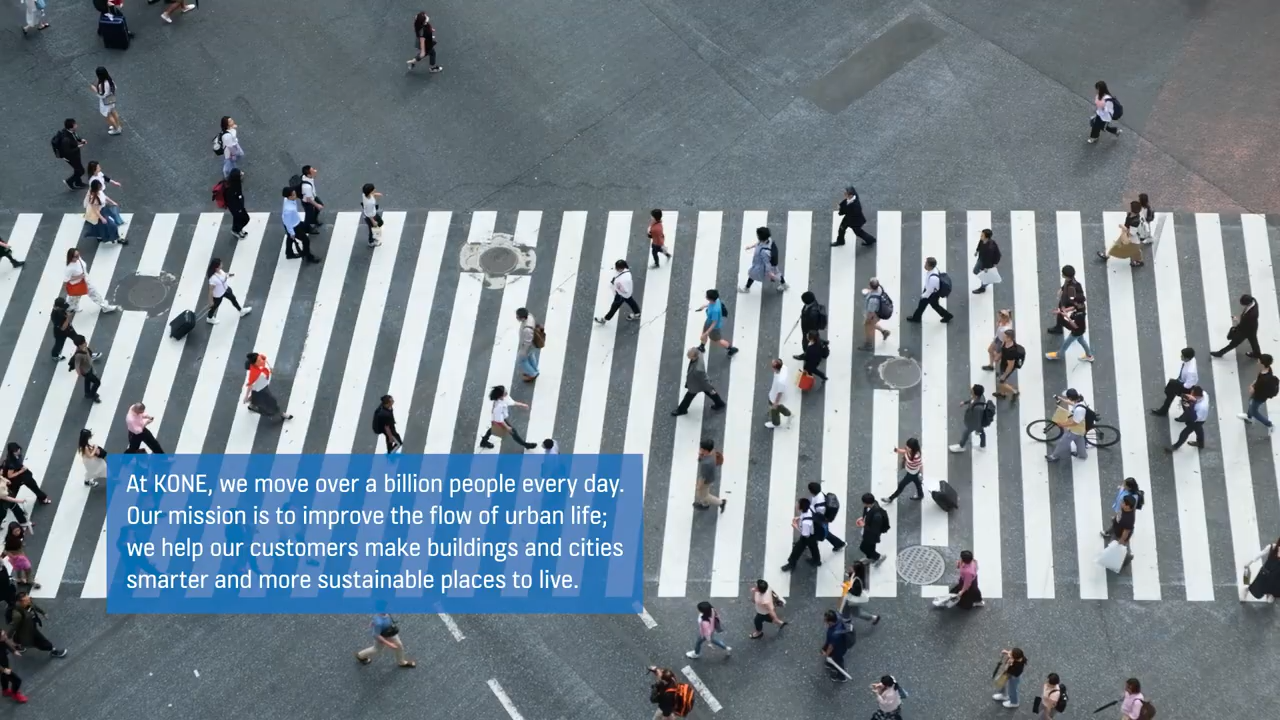 At KONE, we move over a billion people every day.
Our mission is to improve the flow of urban life;
we help our customers make buildings and cities
smarter and more sustainable places to live.